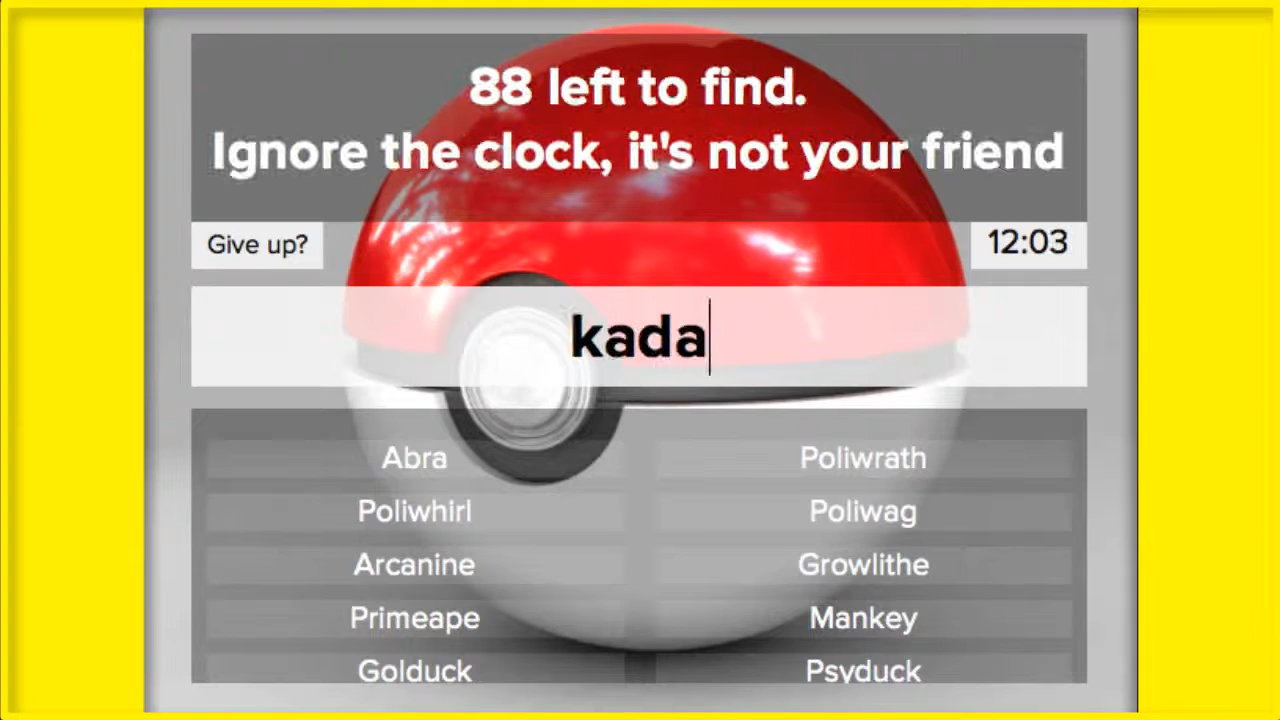 88 left to find.
Ignore the clock, it's not your friend
Give up?
12:03
kada
Abra
Poliwrath
Poliwhirl
Poliwag
Arcanine
Growlithe
Primeape
Mankey
Golduck
Psyduck